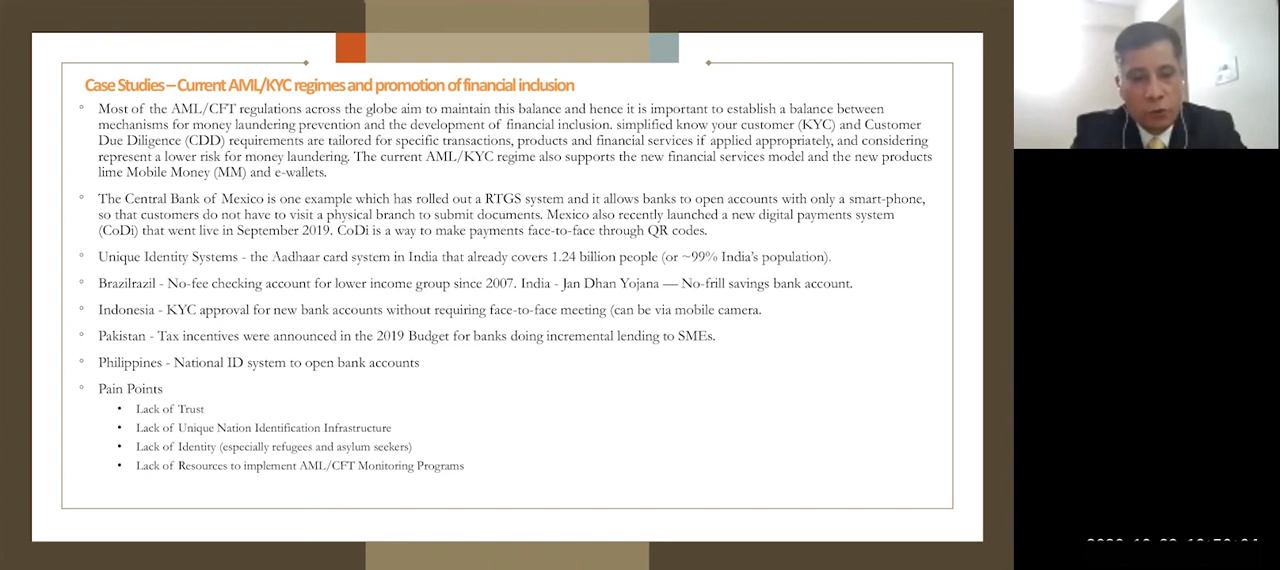 Case Studies – Current AML/KYC regimes and promotion of financial inclusion
° Most of the AML/CFT regulations across the globe aim to maintain this balance and hence it is important to establish a balance between
mechanisms for money laundering prevention and the development of financial inclusion. simplified know your customer (KYC) and Customer
Due Diligence (CDD) requirements are tailored for specific transactions, products and financial services if applied appropriately, and considering
represent a lower risk for money laundering. The current AML/KYC regime also supports the new financial services model and the new products
lime Mobile Money (MM) and e-wallets.
° The Central Bank of Mexico is one example which has rolled out a RTGS system and it allows banks to open accounts with only a smart-phone,
so that customers do not have to visit a physical branch to submit documents. Mexico also recently launched a new digital payments system
(CoDi) that went live in September 2019. CoDi is a way to make payments face-to-face through QR codes.
° Unique Identity Systems - the Aadhaar card system in India that already covers 1.24 billion people (or ~99% India's population).
° Brazilrazil - No-fee checking account for lower income group since 2007. India - Jan Dhan Yojana — No-frill savings bank account.
° Indonesia - KYC approval for new bank accounts without requiring face-to-face meeting (can be via mobile camera.
° Pakistan - Tax incentives were announced in the 2019 Budget for banks doing incremental lending to SMEs.
° Philippines - National ID system to open bank accounts
° Pain Points
• Lack of Trust
• Lack of Unique Nation Identification Infrastructure
• Lack of Identity (especially refugees and asylum seekers)
• Lack of Resources to implement AML/CFT Monitoring Programs